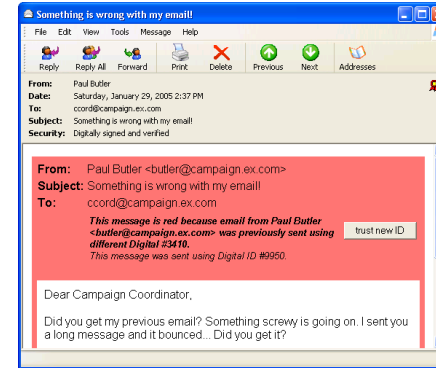 Something is wrong with my email!
File Edit View Tools Message Help
Reply Reply All Forward Print Delete Previous Next Addresses
From: Paul Butler
Date: Saturday, January 29, 2005 2:37 PM
To: ccord@campaign.ex.com
Subject: Something is wrong with my email!
Security: Digitally signed and verified
From: Paul Butler <butler@campaign.ex.com>
Subject: Something is wrong with my email!
To: ccord@campaign.ex.com
This message is red because email from Paul Butler
<butler@campaign.ex.com> was previously sent using
different Digital #3410.
This message was sent using Digital ID #9950.
trust new ID
Dear Campaign Coordinator,
Did you get my previous email? Something screwy is going on. I sent you
a long message and it bounced... Did you get it?